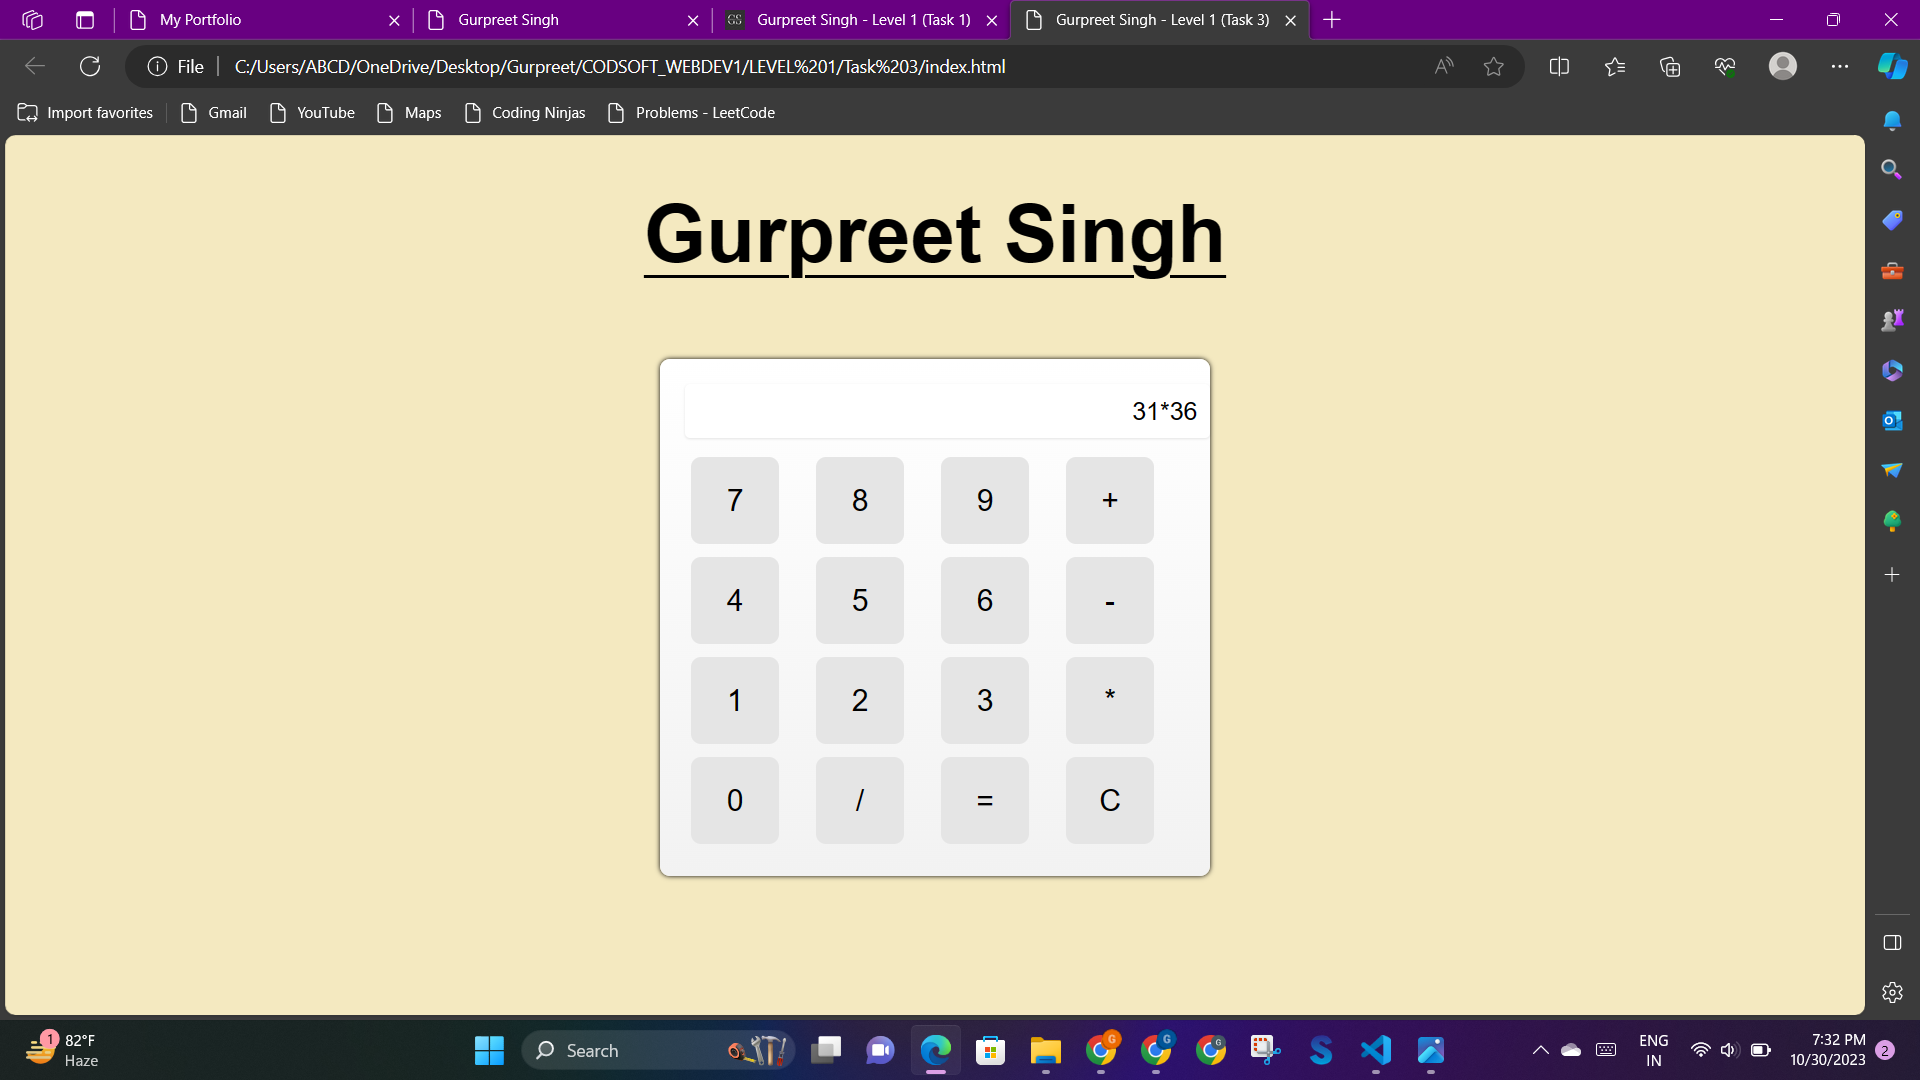 My Portfolio
Gurpreet Singh
GS Gurpreet Singh - Level 1 (Task 1)
Gurpreet Singh - Level 1 (Task 3)
File
C:/Users/ABCD/OneDrive/Desktop/Gurpreet/CODSOFT_WEBDEV1/LEVEL%201/Task%203/index.html
Import favorites
Gmail
YouTube
Maps
Coding Ninjas
Problems - LeetCode
Gurpreet Singh
31*36
7 8 9 +
4 5 6 -
1 2 3 *
0 / = C
1
82°F
Haze
Search
G
G
G
ENG
IN
7:32 PM
10/30/2023
2